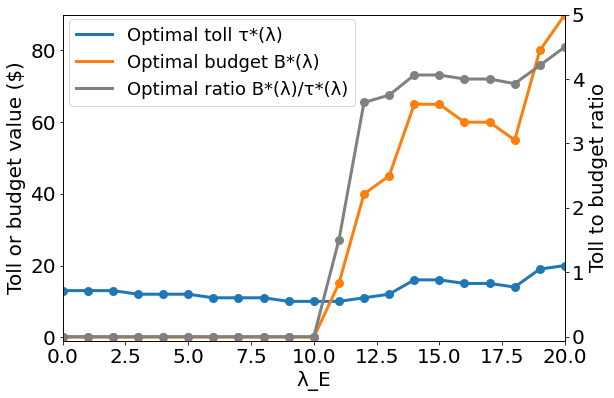 Optimal toll τ*(λ)
Optimal budget B*(λ)
Optimal ratio B*(λ)/τ*(λ)
Toll or budget value ($)
80
60
40
20
0
5
4
3
2
1
0
Toll to budget ratio
0.0 2.5 5.0 7.5 10.0 12.5 15.0 17.5 20.0
λ_E